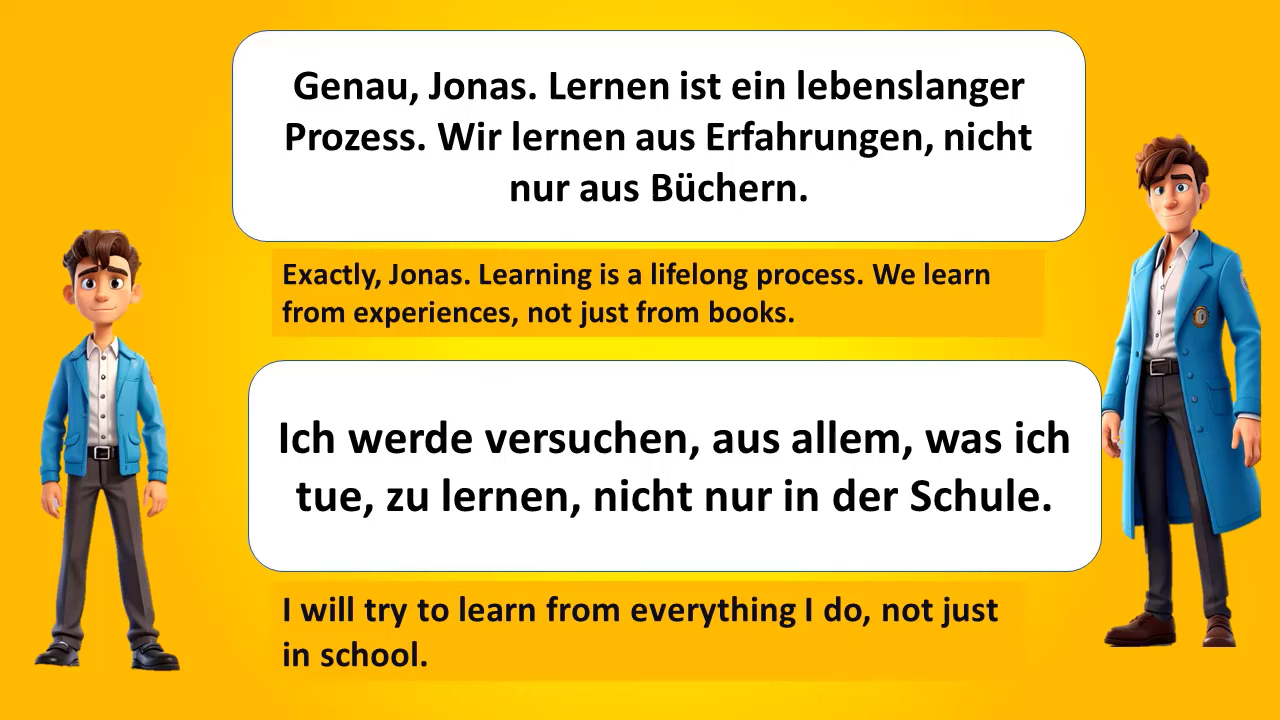 Genau, Jonas. Lernen ist ein lebenslanger
Prozess. Wir lernen aus Erfahrungen, nicht
nur aus Büchern.
Exactly, Jonas. Learning is a lifelong process. We learn
from experiences, not just from books.
Ich werde versuchen, aus allem, was ich
tue, zu lernen, nicht nur in der Schule.
I will try to learn from everything I do, not just
in school.